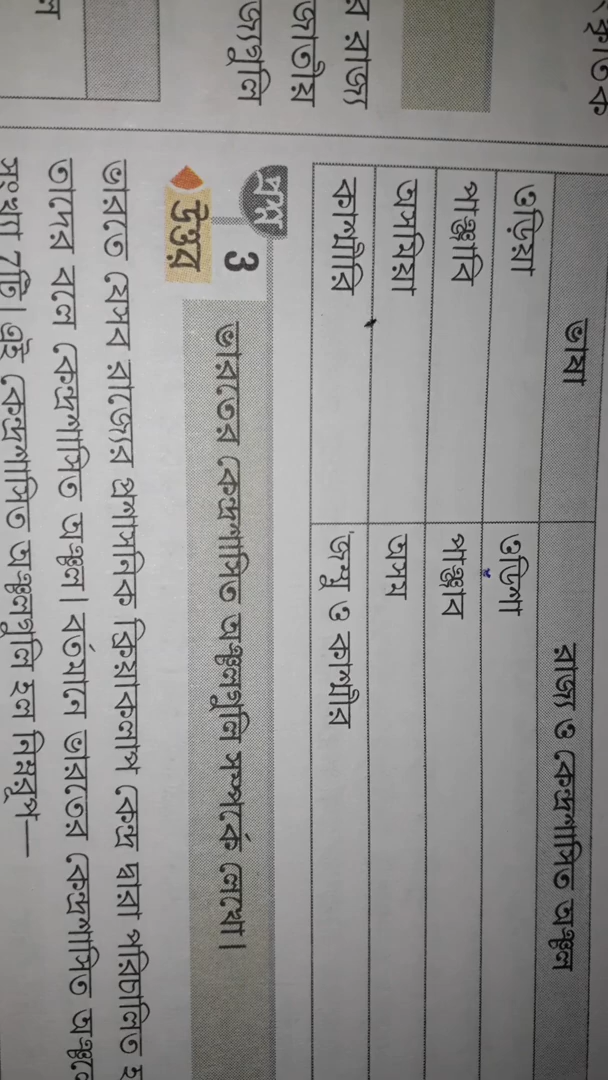 ভাষা রাজ্য ও কেন্দ্রশাসিত অঞ্চল
ওড়িয়া ওডিশা
পাঞ্জাবি পাঞ্জাব
অসমিয়া অসম
কাশ্মীরি জম্মু ও কাশ্মীর
প্রশ্ন 3 ভারতের কেন্দ্রশাসিত অঞ্চলগুলি সম্পর্কে লেখো।
উত্তর
ভারতে যেসব রাজ্যের প্রশাসনিক ক্রিয়াকলাপ কেন্দ্র দ্বারা পরিচালিত
তাদের বলে কেন্দ্রশাসিত অঞ্চল। বর্তমানে ভারতের কেন্দ্রশাসিত
সংখ্যা 7টি। এই কেন্দ্রশাসিত অঞ্চলগুলি হল নিম্নরূপ—
রাজ্য
জাতীয়